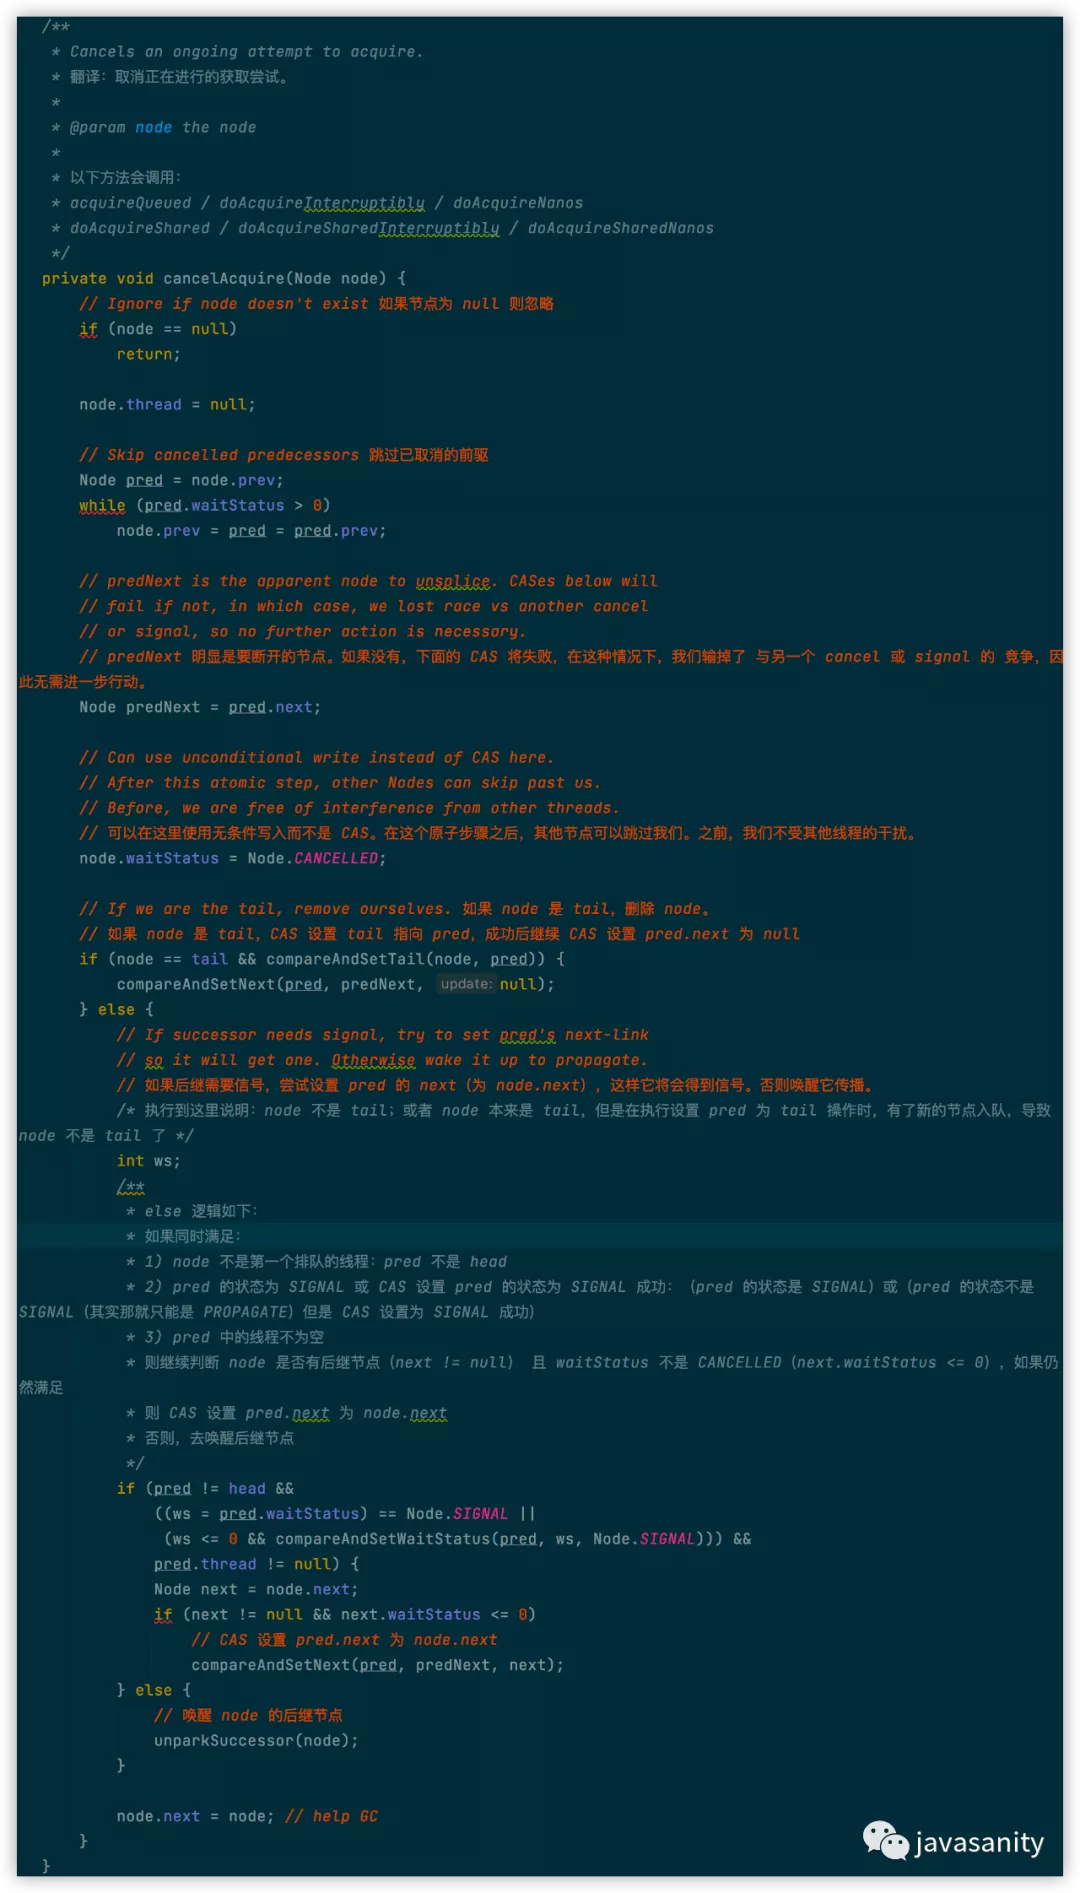 /**
* Cancels an ongoing attempt to acquire.
* 翻译：取消正在进行的获取尝试。
*
* @param node the node
*
* 以下方法会调用：
* acquireQueued / doAcquireInterruptibly / doAcquireNanos
* doAcquireShared / doAcquireSharedInterruptibly / doAcquireSharedNanos
*/
private void cancelAcquire(Node node) {
// Ignore if node doesn't exist 如果节点为 null 则忽略
if (node == null)
return;
node.thread = null;
// Skip cancelled predecessors 跳过已取消的前驱
Node pred = node.prev;
while (pred.waitStatus > 0)
node.prev = pred = pred.prev;
// predNext is the apparent node to unsplice. CASes below will
// fail if not, in which case, we lost race vs another cancel
// or signal, so no further action is necessary.
// predNext 明显是要断开的节点。如果没有，下面的 CAS 将失败，在这种情况下，我们输掉了 与另一个 cancel 或 signal 的 竞争，因
此无需进一步行动。
Node predNext = pred.next;
// Can use unconditional write instead of CAS here.
// After this atomic step, other Nodes can skip past us.
// Before, we are free of interference from other threads.
// 可以在这里使用无条件写入而不是 CAS。在这个原子步骤之后，其他节点可以跳过我们。之前，我们不受其他线程的干扰。
node.waitStatus = Node.CANCELLED;
// If we are the tail, remove ourselves. 如果 node 是 tail，删除 node。
// 如果 node 是 tail，CAS 设置 tail 指向 pred，成功后继续 CAS 设置 pred.next 为 null
if (node == tail && compareAndSetTail(node, pred)) {
compareAndSetNext(pred, predNext, update: null);
} else {
// If successor needs signal, try to set pred's next-link
// so it will get one. Otherwise wake it up to propagate.
// 如果后继需要信号，尝试设置 pred 的 next（为 node.next），这样它将会得到信号。否则唤醒它传播。
/* 执行到这里说明：node 不是 tail；或者 node 本来是 tail，但是在执行设置 pred 为 tail 操作时，有了新的节点入队，导致
node 不是 tail 了 */
int ws;
/**
* else 逻辑如下：
* 如果同时满足：
* 1) node 不是第一个排队的线程：pred 不是 head
* 2) pred 的状态为 SIGNAL 或 CAS 设置 pred 的状态为 SIGNAL 成功：（pred 的状态是 SIGNAL）或（pred 的状态不是
SIGNAL（其实那就只能是 PROPAGATE）但是 CAS 设置为 SIGNAL 成功）
* 3) pred 中的线程不为空
* 则继续判断 node 是否有后继节点（next != null） 且 waitStatus 不是 CANCELLED（next.waitStatus <= 0），如果仍
然满足
* 则 CAS 设置 pred.next 为 node.next
* 否则，去唤醒后继节点
*/
if (pred != head &&
((ws = pred.waitStatus) == Node.SIGNAL ||
(ws <= 0 && compareAndSetWaitStatus(pred, ws, Node.SIGNAL))) &&
pred.thread != null) {
Node next = node.next;
if (next != null && next.waitStatus <= 0)
// CAS 设置 pred.next 为 node.next
compareAndSetNext(pred, predNext, next);
} else {
// 唤醒 node 的后继节点
unparkSuccessor(node);
}
node.next = node; // help GC
}
}
javasanity